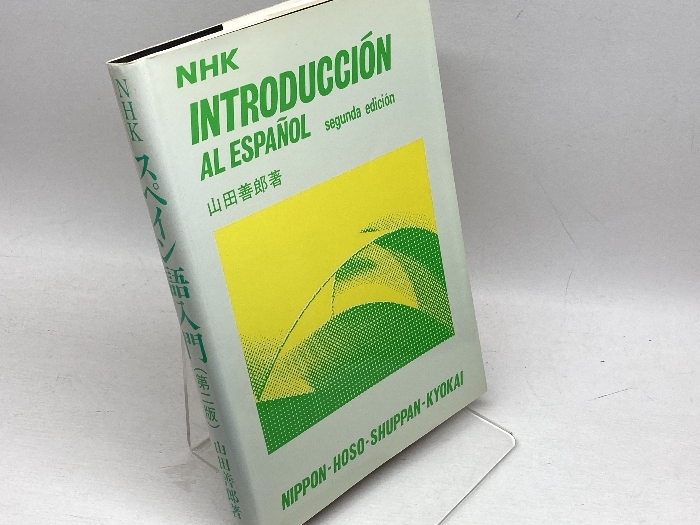 NHK
INTRODUCCIÓN
AL ESPAÑOL segunda edición
山田善郎著
NIPPON-HOSO-SHUPPAN-KYOKAI
NHK スペイン語入門(第二版) 山田善郎著